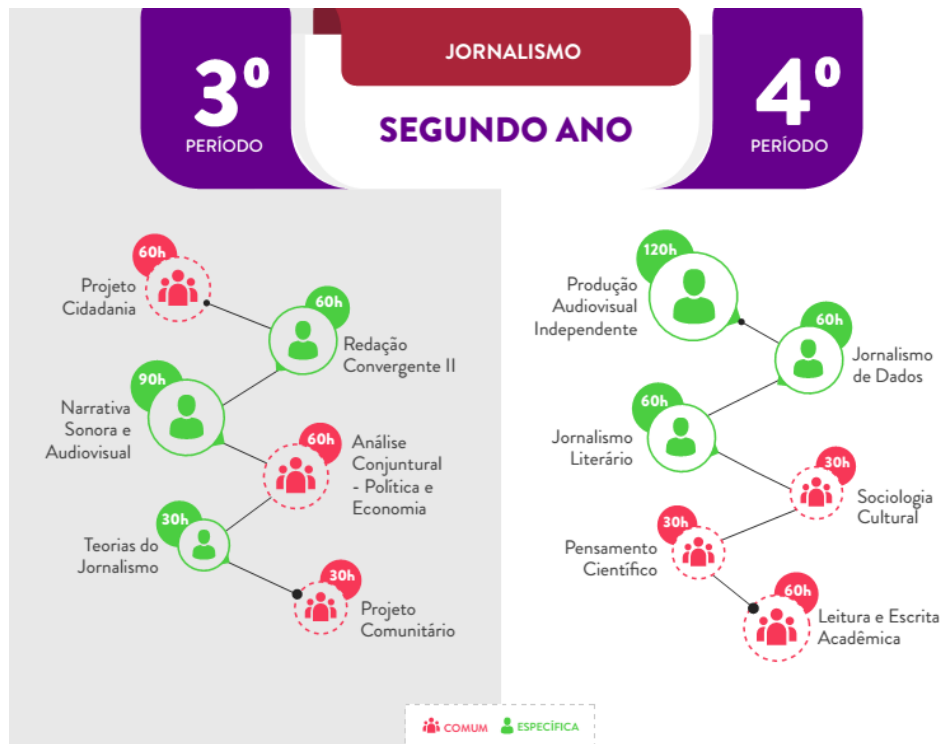 JORNALISMO
SEGUNDO ANO
3º
PERÍODO
60h
Projeto
Cidadania
60h
Redação
Convergente II
90h
Narrativa
Sonora e
Audiovisual
60h
Análise
Conjuntural
- Política e
Economia
30h
Teorias do
Jornalismo
30h
Projeto
Comunitário
4º
PERÍODO
120h
Produção
Audiovisual
Independente
60h
Jornalismo
de Dados
60h
Jornalismo
Literário
30h
Sociologia
Cultural
30h
Pensamento
Científico
60h
Leitura e Escrita
Acadêmica
COMUM ESPECÍFICA